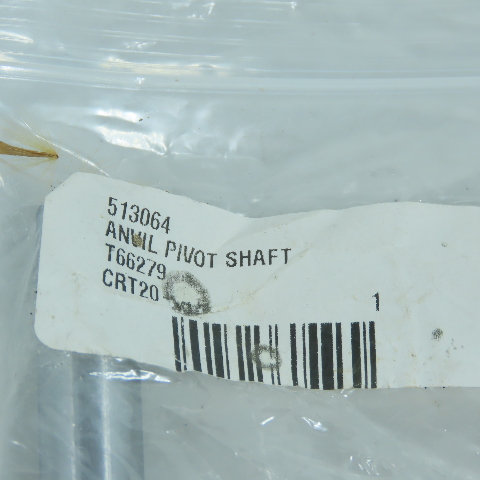 513064
ANVIL PIVOT SHAFT
T66279
CRT20
1